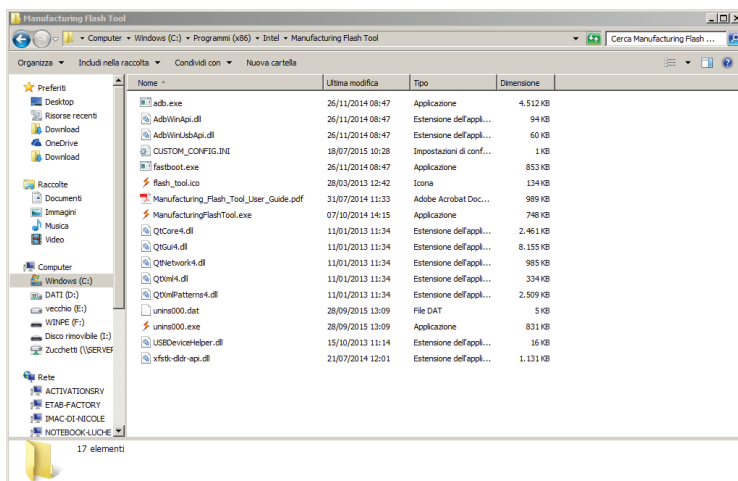 Manufacturing Flash Tool
Computer Windows (C:) Programmi (x86) Intel Manufacturing Flash Tool
Cerca Manufacturing Flash ...
Organizza Includi nella raccolta Condividi con Nuova cartella
Preferiti
Desktop
Risorse recenti
Download
OneDrive
Download
Raccolte
Documenti
Immagini
Musica
Video
Computer
Windows (C:)
DATI (D:)
vecchio (E:)
WINPE (F:)
Disco rimovibile (I:)
Zucchetti (\\SERVER
Rete
ACTIVATIONSRV
ETAB-FACTORY
IMAC-DI-NICOLE
NOTEBOOK-LUCHE
Nome Ultima modifica Tipo Dimensione
adb.exe 26/11/2014 08:47 Applicazione 4.512 KB
AdbWinApi.dll 26/11/2014 08:47 Estensione dell'appli... 94 KB
AdbWinUsbApi.dll 26/11/2014 08:47 Estensione dell'appli... 60 KB
CUSTOM_CONFIG.INI 18/07/2015 10:28 Impostazioni di conf... 1 KB
fastboot.exe 26/11/2014 08:47 Applicazione 853 KB
flash_tool.ico 28/03/2013 12:42 Icona 134 KB
Manufacturing_Flash_Tool_User_Guide.pdf 31/07/2014 11:33 Adobe Acrobat Doc... 989 KB
ManufacturingFlashTool.exe 07/10/2014 14:15 Applicazione 748 KB
QtCore4.dll 11/01/2013 11:34 Estensione dell'appli... 2.461 KB
QtGui4.dll 11/01/2013 11:34 Estensione dell'appli... 8.155 KB
QtNetwork4.dll 11/01/2013 11:34 Estensione dell'appli... 985 KB
QtXml4.dll 11/01/2013 11:34 Estensione dell'appli... 334 KB
QtXmlPatterns4.dll 11/01/2013 11:34 Estensione dell'appli... 2.509 KB
unins000.dat 28/09/2015 13:09 File DAT 5 KB
unins000.exe 28/09/2015 13:09 Applicazione 831 KB
USBDeviceHelper.dll 15/10/2013 11:14 Estensione dell'appli... 16 KB
xfstk-dldr-api.dll 21/07/2014 12:01 Estensione dell'appli... 1.131 KB
17 elementi